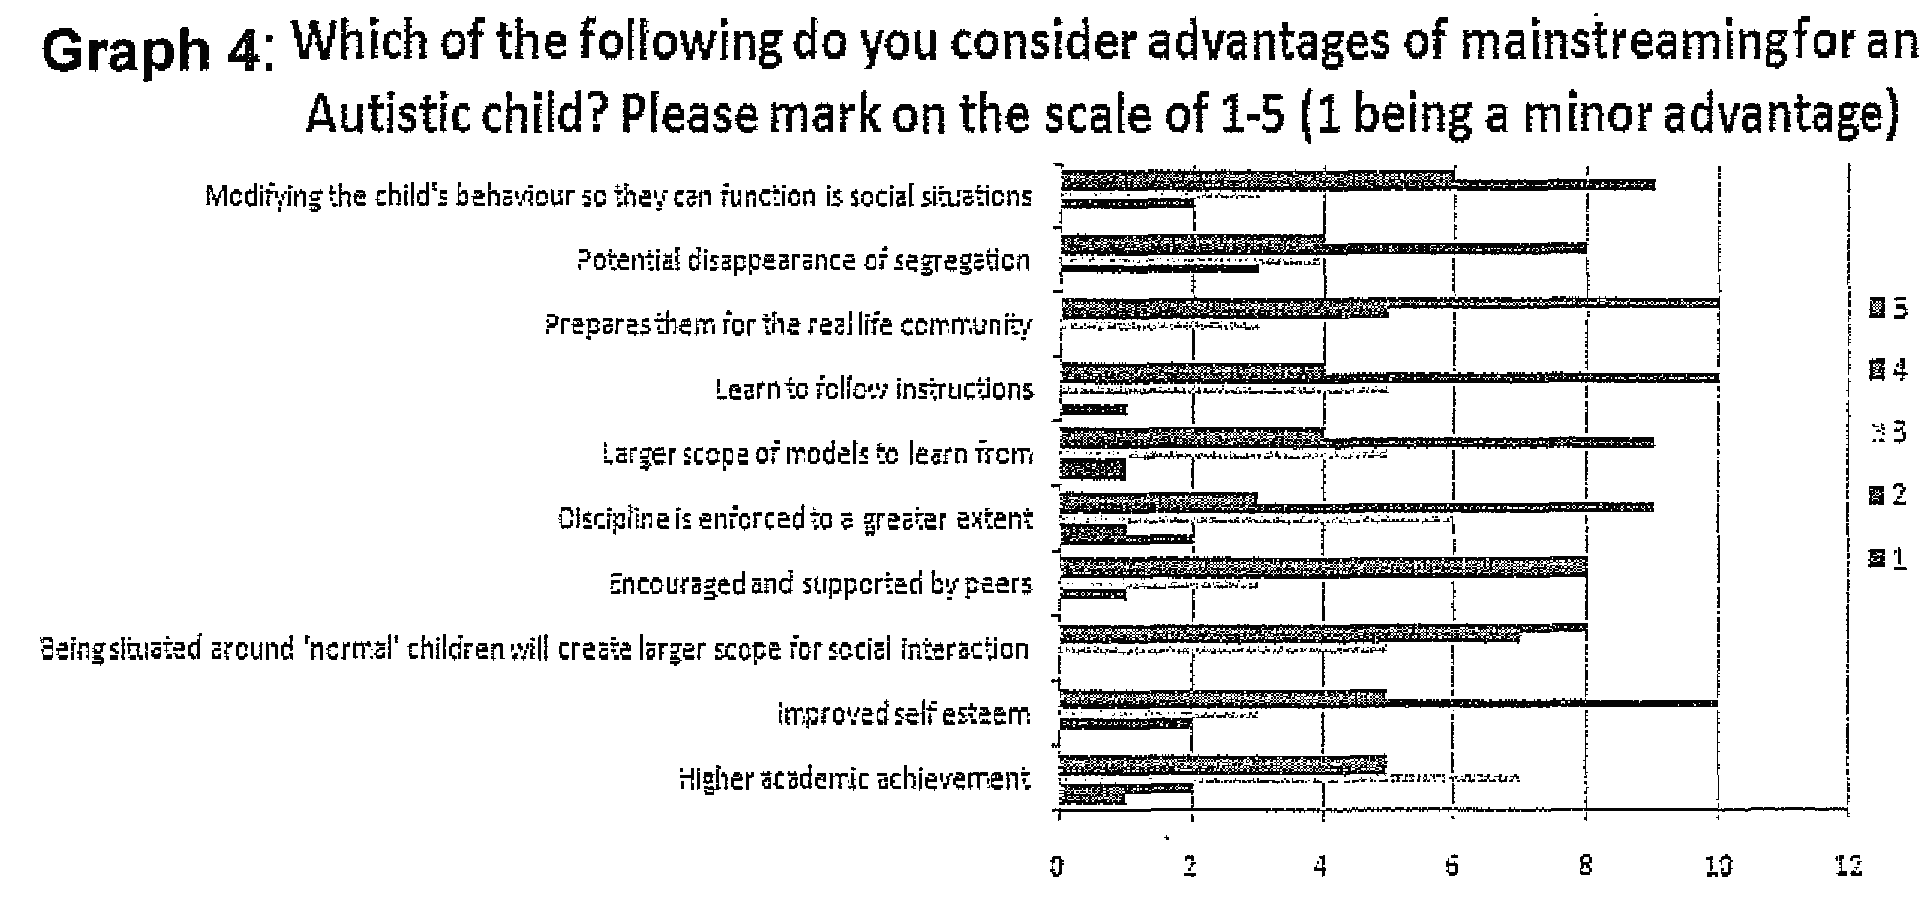 Graph 4: Which of the following do you consider advantages of mainstreaming for an
Autistic child? Please mark on the scale of 1-5 (1 being a minor advantage)
Modifying the child's behaviour so they can function is social situations
Potential disappearance of segregation
Prepares them for the real life community
Learn to follow instructions
Larger scope of models to learn from
Discipline is enforced to a greater extent
Encouraged and supported by peers
Being situated around 'normal' children will create larger scope for social interaction
Improved self esteem
Higher academic achievement
5
4
3
2
1
0 2 4 6 8 10 12